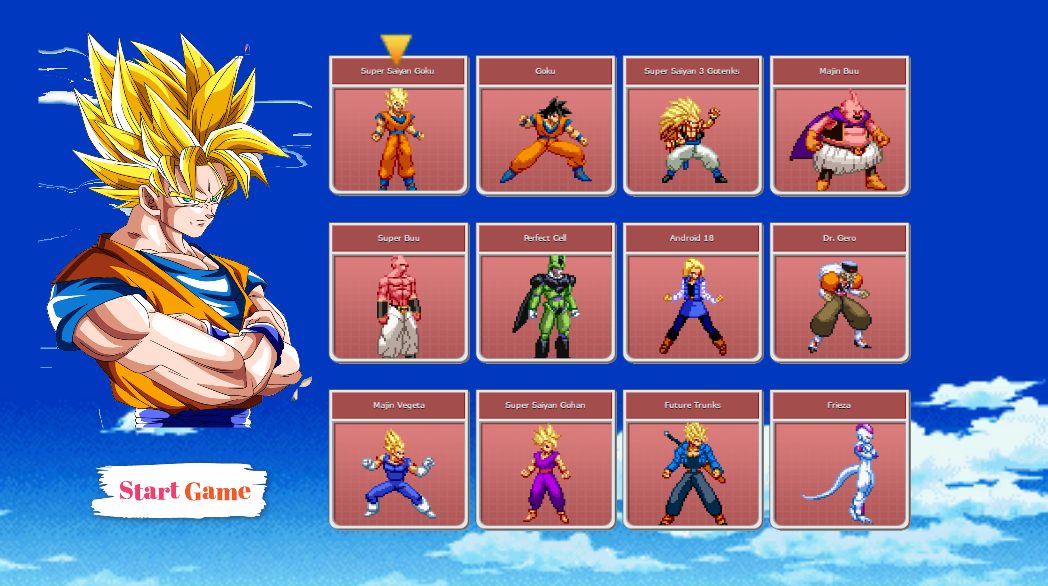 Super Saiyan Goku
Goku
Super Saiyan 3 Gotenks
Majin Buu
Super Buu
Perfect Cell
Android 18
Dr. Gero
Majin Vegeta
Super Saiyan Gohan
Future Trunks
Frieza
Start Game